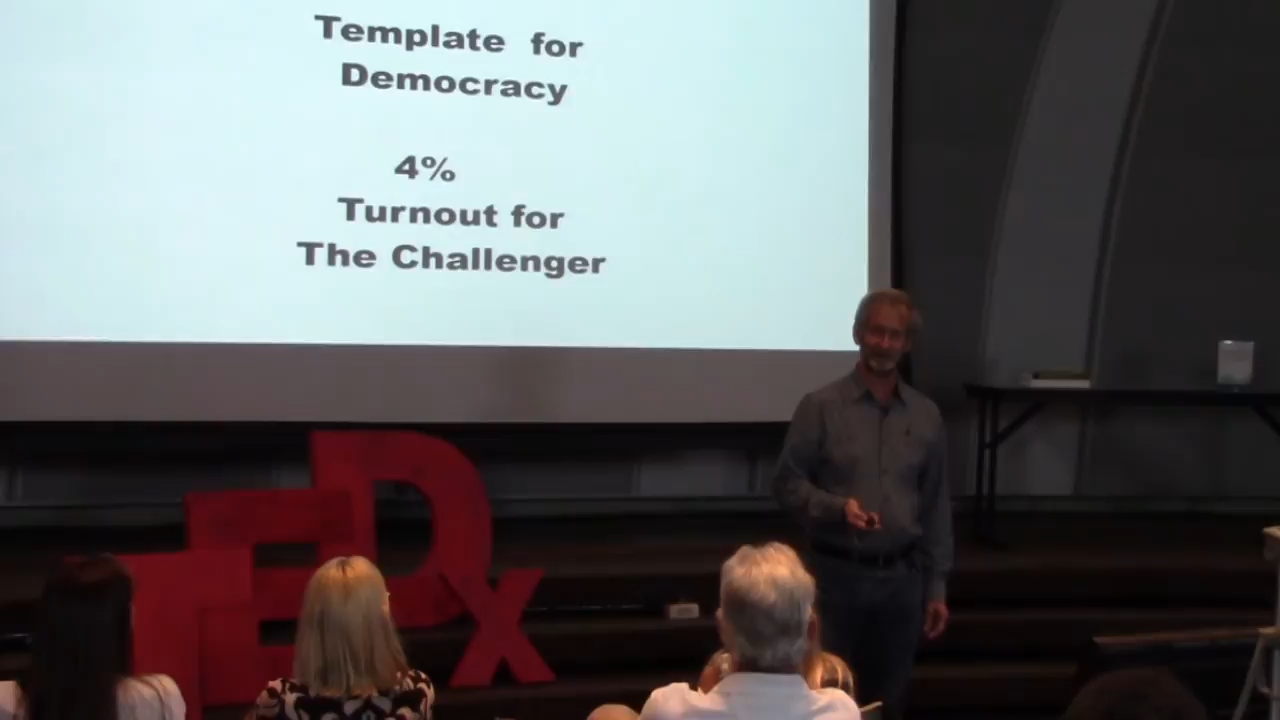 Template for
Democracy
4%
Turnout for
The Challenger
TEDx